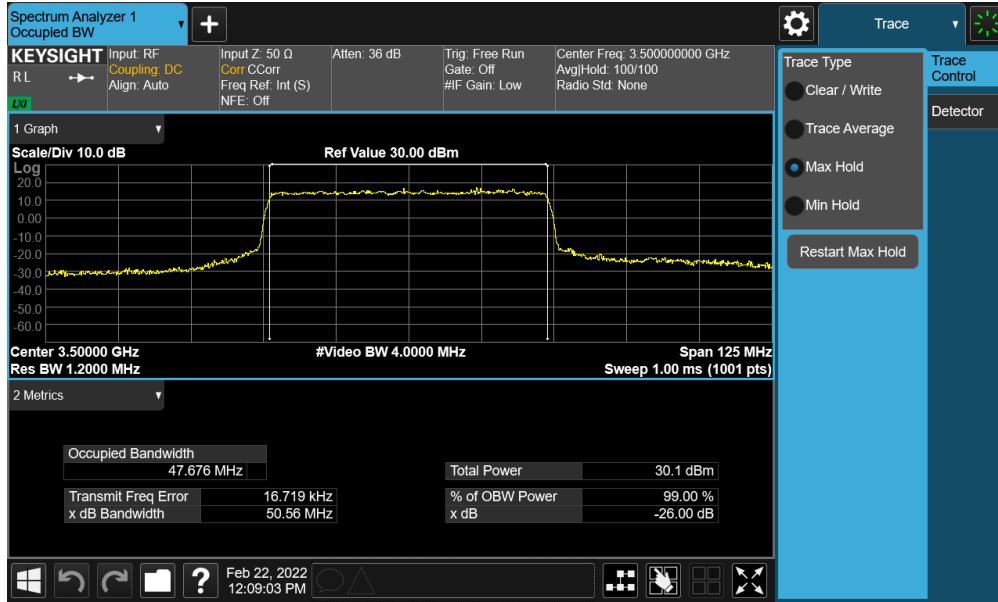 Spectrum Analyzer 1
Occupied BW
+
Trace
KEYSIGHT
R L
LXI
Input: RF
Coupling: DC
Align: Auto
Input Z: 50 Ω
Corr CCorr
Freq Ref: Int (S)
NFE: Off
Atten: 36 dB
Trig: Free Run
Gate: Off
#IF Gain: Low
Center Freq: 3.500000000 GHz
Avg|Hold: 100/100
Radio Std: None
1 Graph
Scale/Div 10.0 dB
Ref Value 30.00 dBm
Log
20.0
10.0
0.00
-10.0
-20.0
-30.0
-40.0
-50.0
-60.0
Center 3.50000 GHz
#Video BW 4.0000 MHz
Span 125 MHz
Res BW 1.2000 MHz
Sweep 1.00 ms (1001 pts)
2 Metrics
Occupied Bandwidth
47.676 MHz
Total Power 30.1 dBm
Transmit Freq Error 16.719 kHz
% of OBW Power 99.00 %
x dB Bandwidth 50.56 MHz
x dB -26.00 dB
?
Feb 22, 2022
12:09:03 PM
Trace Type
Clear / Write
Trace Average
Max Hold
Min Hold
Restart Max Hold
Trace
Control
Detector